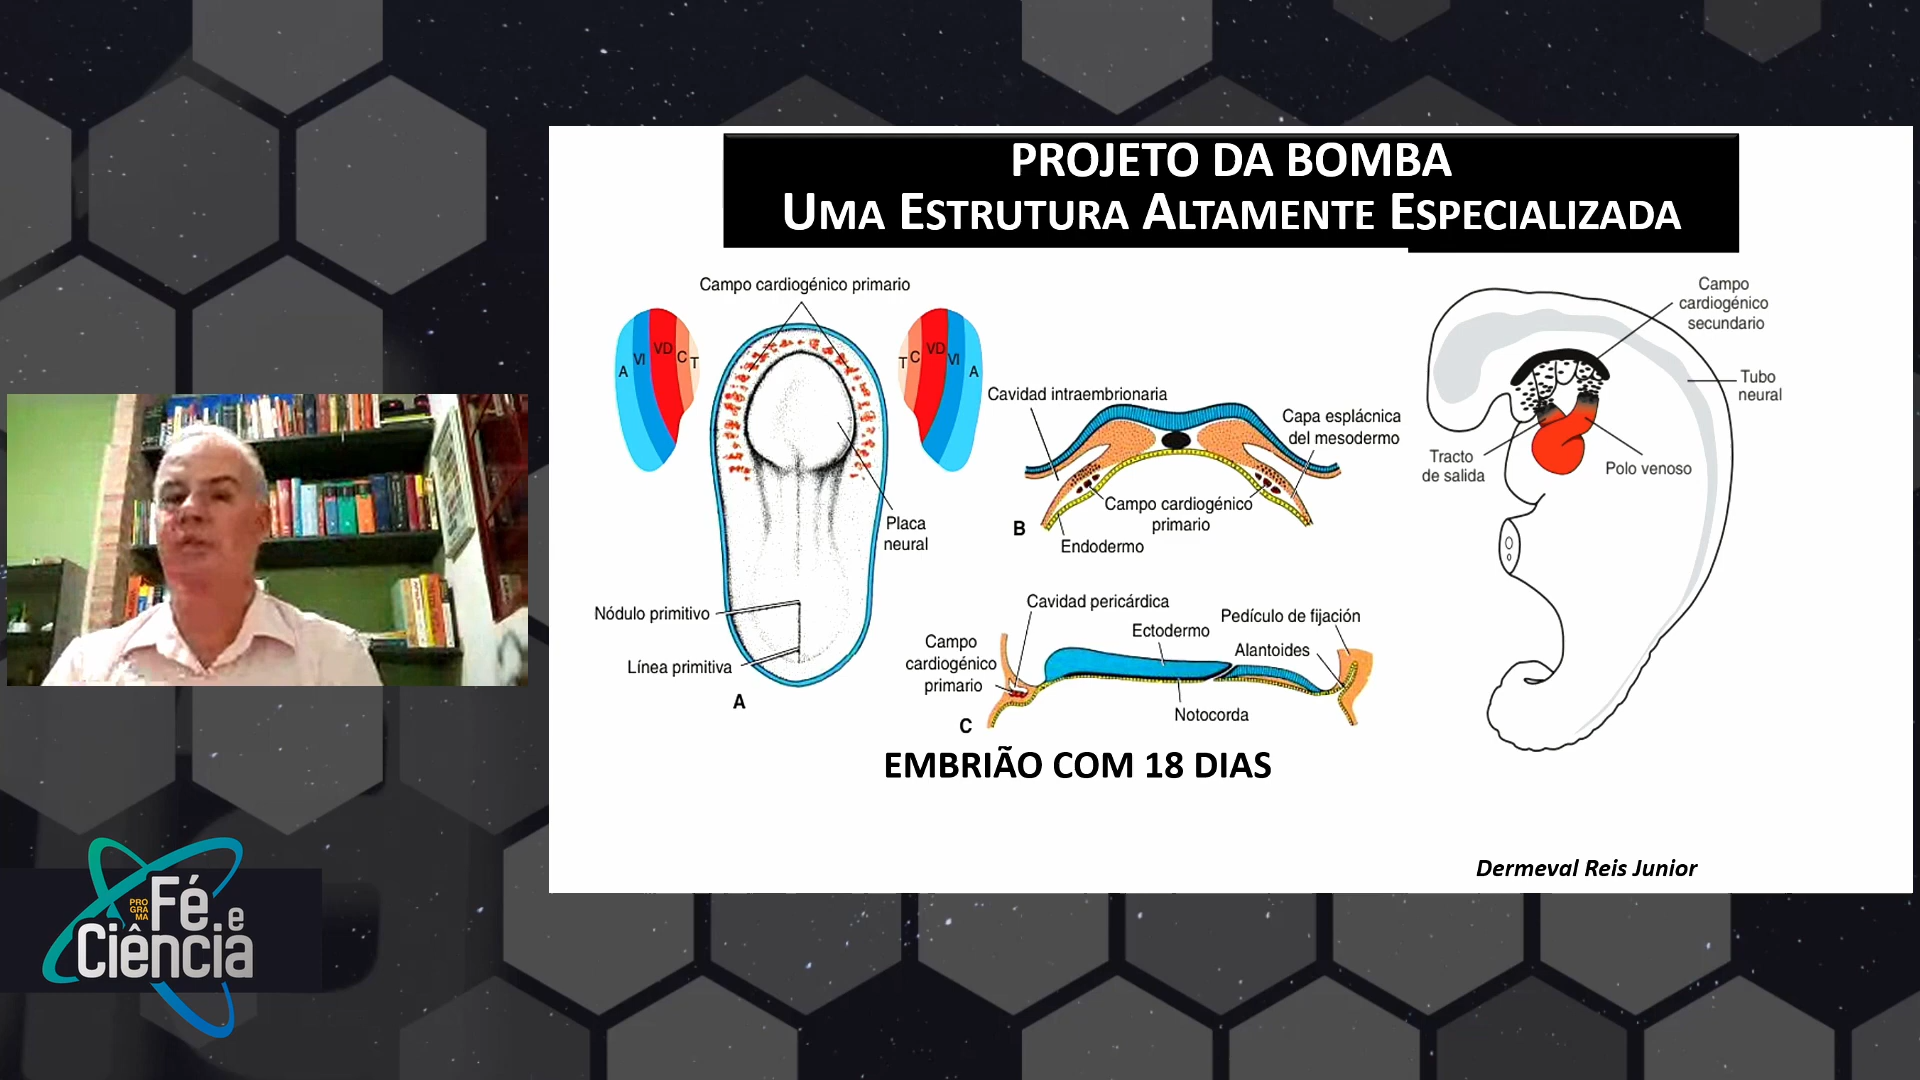 PROJETO DA BOMBA
UMA ESTRUTURA ALTAMENTE ESPECIALIZADA
Campo cardiogénico primario
A
VI
VD
C
T
T
C
VD
VI
A
Placa
neural
Nódulo primitivo
Línea primitiva
A
Cavidad intraembrionaria
Capa esplácnica
del mesodermo
Campo cardiogénico
primario
B
Endodermo
Cavidad pericárdica
Ectodermo
Pedículo de fijación
Campo
cardiogénico
primario
Alantoides
Notocorda
C
Campo
cardiogénico
secundario
Tubo
neural
Tracto
de salida
Polo venoso
EMBRIÃO COM 18 DIAS
Dermeval Reis Junior
PRO
GRA
MA
Fé e
Ciência